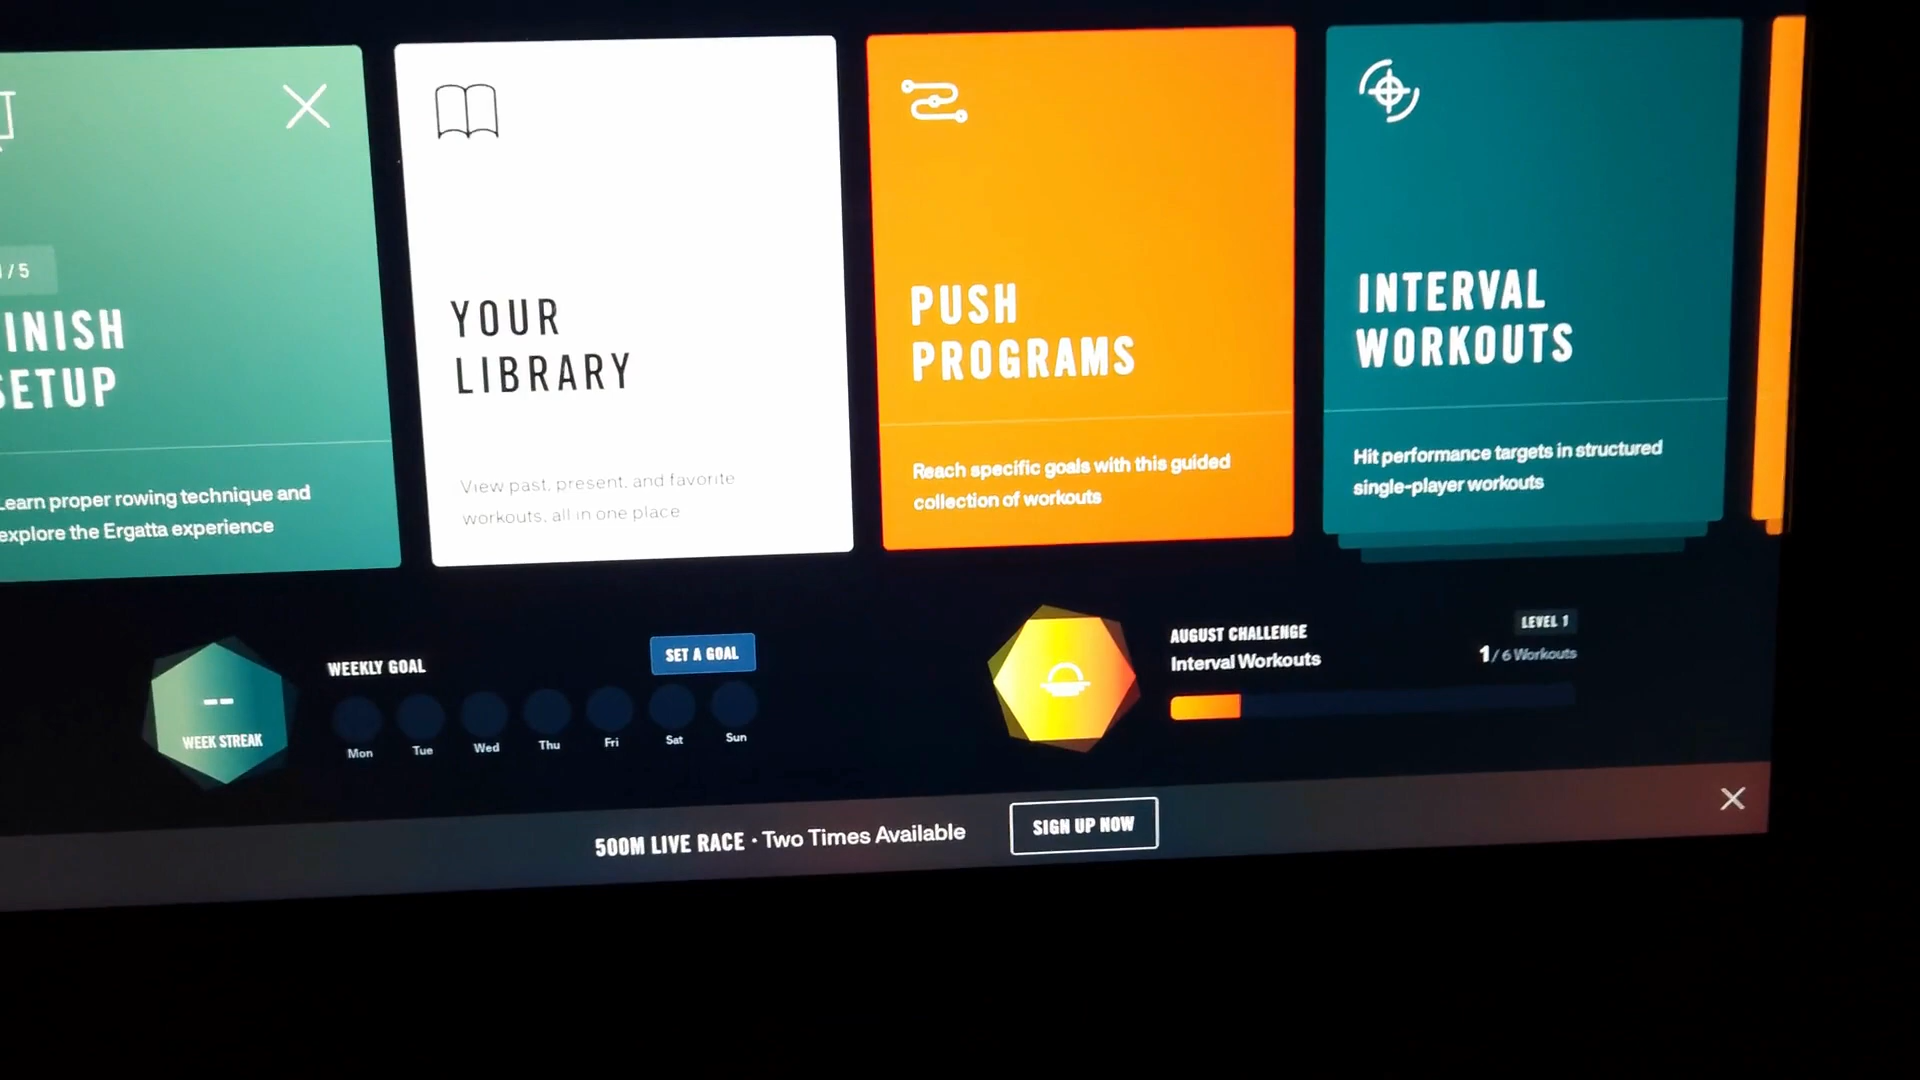 / 5
INISH
SETUP
Learn proper rowing technique and
explore the Ergatta experience
YOUR
LIBRARY
View past, present, and favorite
workouts, all in one place
PUSH
PROGRAMS
Reach specific goals with this guided
collection of workouts
INTERVAL
WORKOUTS
Hit performance targets in structured
single-player workouts
--
WEEK STREAK
WEEKLY GOAL
SET A GOAL
Mon Tue Wed Thu Fri Sat Sun
AUGUST CHALLENGE
Interval Workouts
LEVEL 1
1 / 6 Workouts
500M LIVE RACE · Two Times Available
SIGN UP NOW